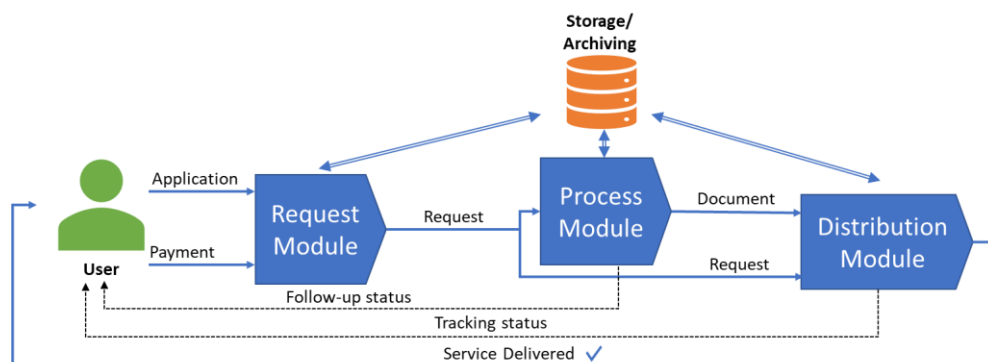 Storage/
Archiving
Application
Request
Module
Payment
User
Request
Process
Module
Document
Request
Distribution
Module
Follow-up status
Tracking status
Service Delivered